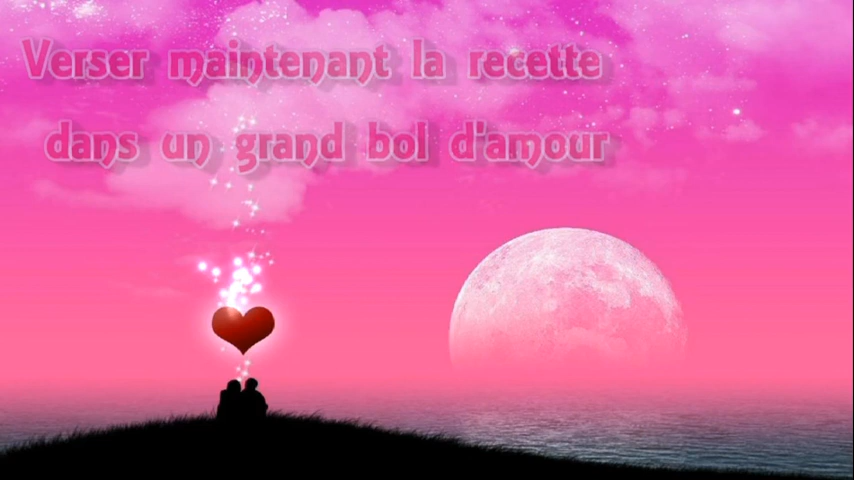 Verser maintenant la recette
dans un grand bol d'amour